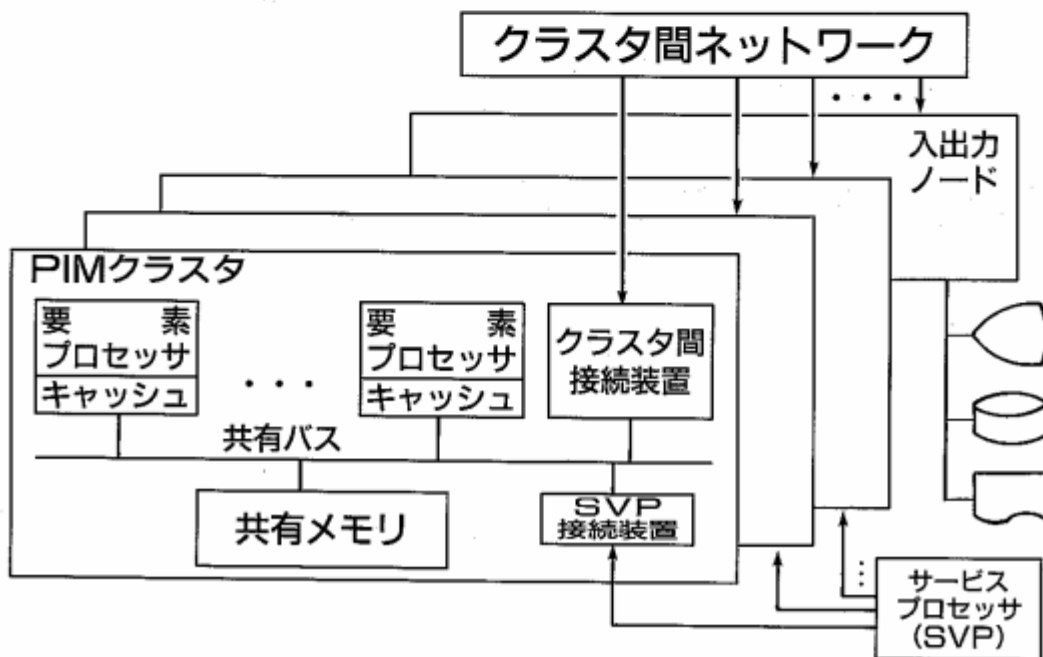 クラスタ間ネットワーク
・・・
入出力
ノード
PIMクラスタ
要素
プロセッサ
キャッシュ
・・・
要素
プロセッサ
キャッシュ
クラスタ間
接続装置
共有バス
共有メモリ
SVP
接続装置
サービス
プロセッサ
(SVP)